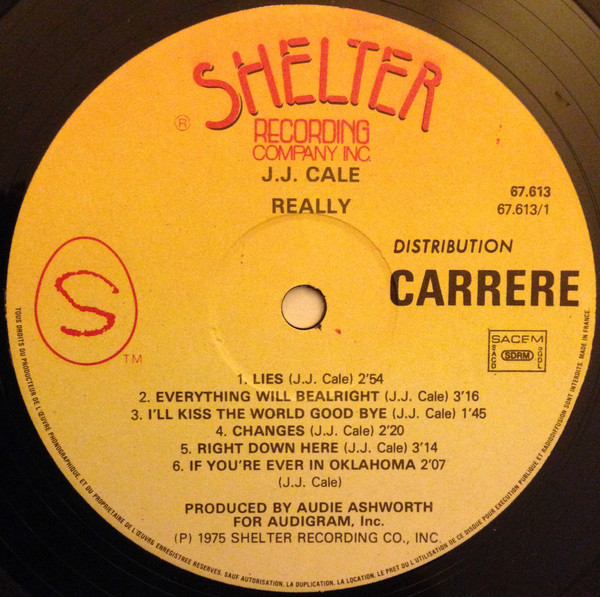 SHELTER
®
RECORDING
COMPANY INC.
J.J. CALE
REALLY
67.613
67.613/1
DISTRIBUTION
CARRERE
S
TM
SACEM
SACD
SDRM
SGDL
1. LIES (J.J. Cale) 2'54
2. EVERYTHING WILL BEALRIGHT (J.J. Cale) 3'16
3. I'LL KISS THE WORLD GOOD BYE (J.J. Cale) 1'45
4. CHANGES (J.J. Cale) 2'20
5. RIGHT DOWN HERE (J.J. Cale) 3'14
6. IF YOU'RE EVER IN OKLAHOMA 2'07
(J.J. Cale)
PRODUCED BY AUDIE ASHWORTH
FOR AUDIGRAM, Inc.
(P) 1975 SHELTER RECORDING CO., INC.
TOUS DROITS DU PRODUCTEUR DE L'ŒUVRE PHONOGRAPHIQUE ET DU PROPRIETAIRE DE L'ŒUVRE ENREGISTREE RESERVES. SAUF AUTORISATION. LA DUPLICATION. LA LOCATION. LE PRET OU L'UTILISATION DE CE DISQUE POUR EXECUTION PUBLIQUE ET RADIODIFFUSION SONT INTERDITS. MADE IN FRANCE.